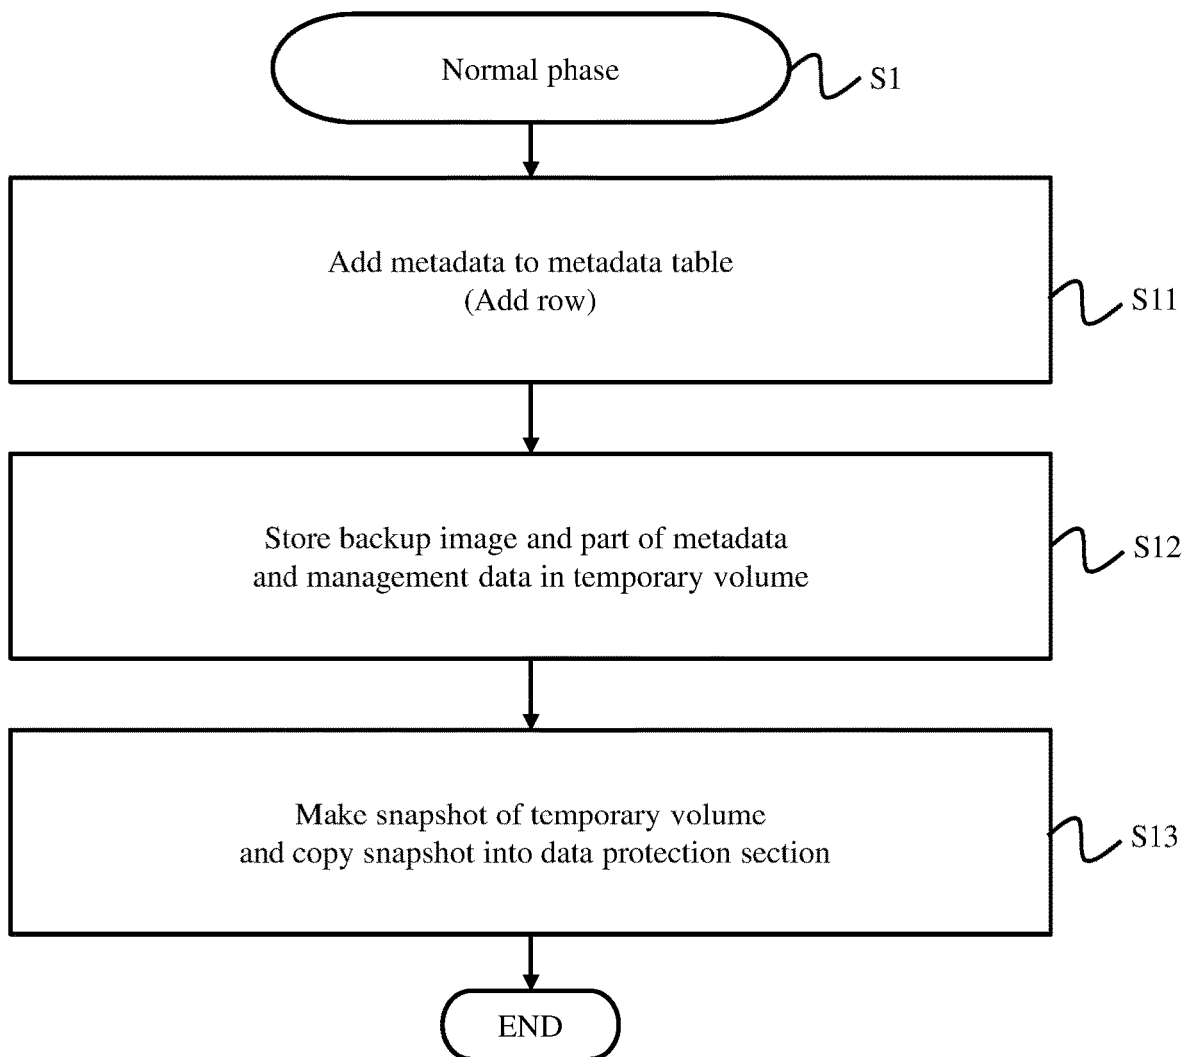 Normal phase
S1
Add metadata to metadata table
(Add row)
S11
Store backup image and part of metadata
and management data in temporary volume
S12
Make snapshot of temporary volume
and copy snapshot into data protection section
S13
END